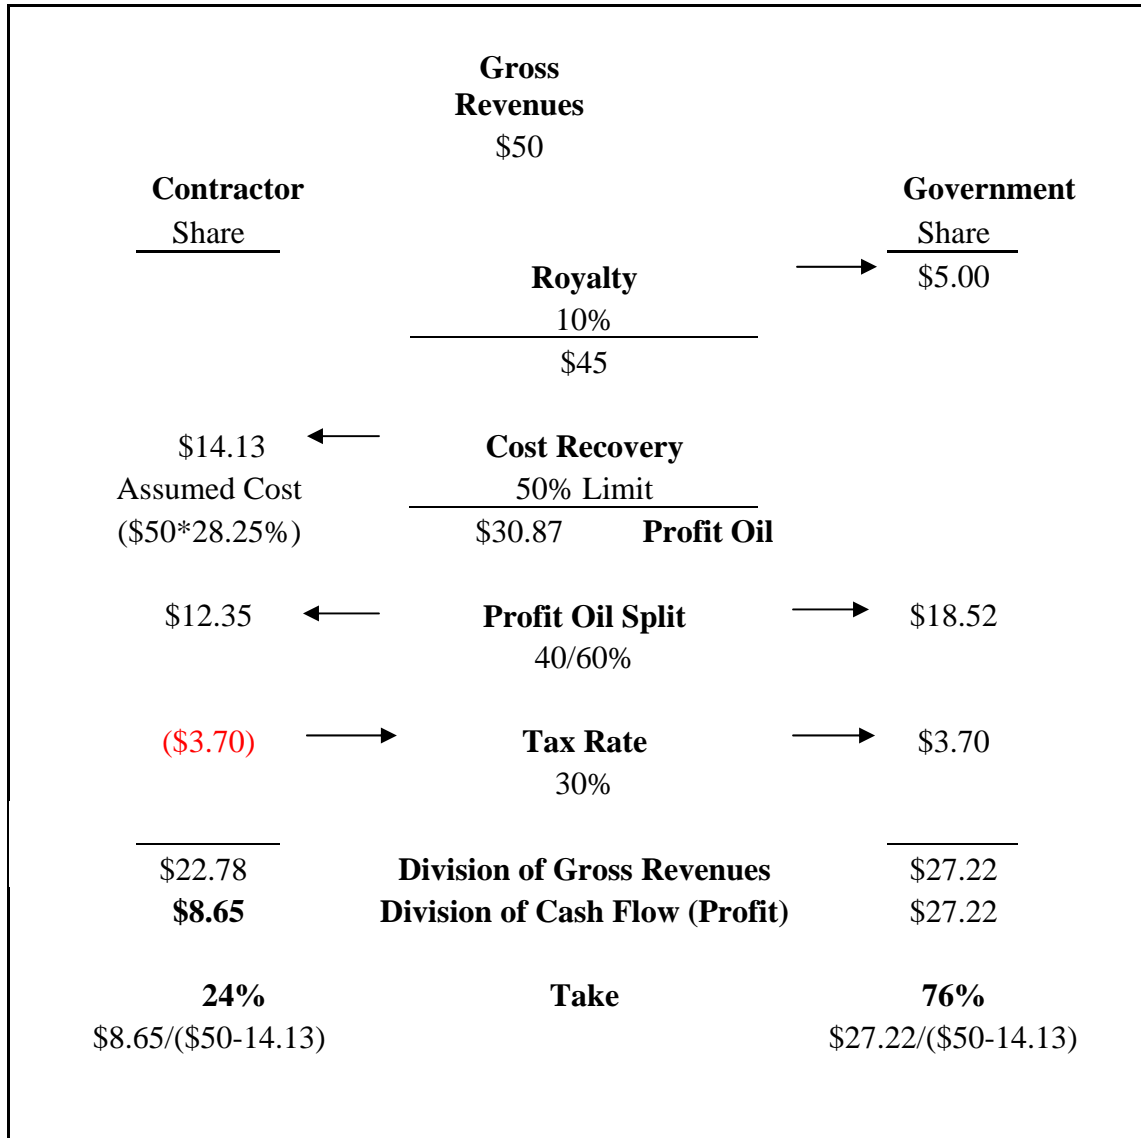 Gross
Revenues
$50
Contractor Government
Share Share
Royalty $5.00
10%
$45
$14.13 Cost Recovery
Assumed Cost 50% Limit
($50*28.25%) $30.87 Profit Oil
$12.35 Profit Oil Split $18.52
40/60%
($3.70) Tax Rate $3.70
30%
$22.78 Division of Gross Revenues $27.22
$8.65 Division of Cash Flow (Profit) $27.22
24% Take 76%
$8.65/($50-14.13) $27.22/($50-14.13)